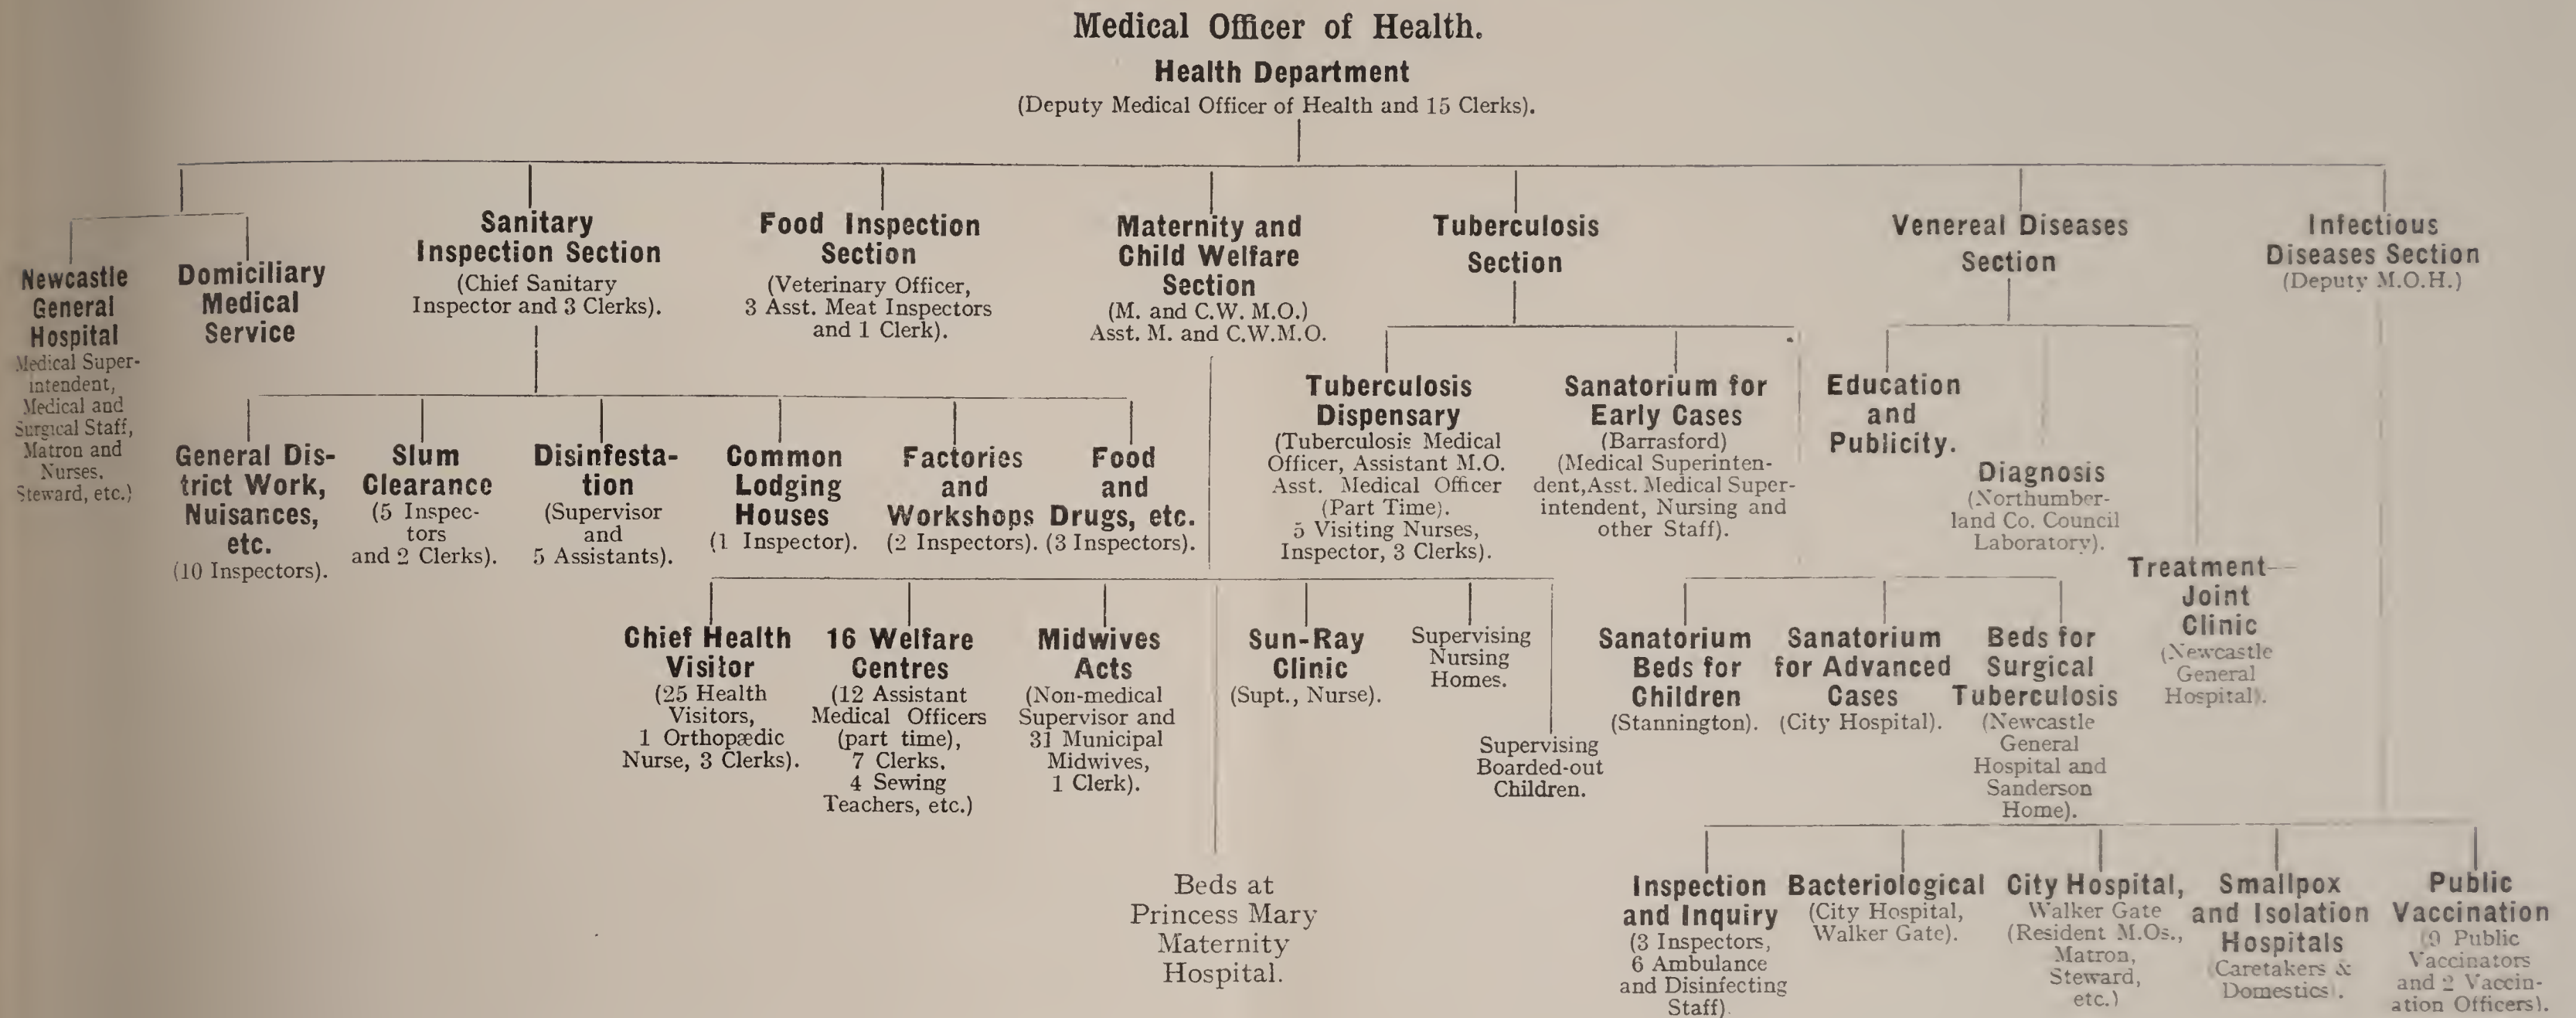 Medical Officer of Health.
Health Department
(Deputy Medical Officer of Health and 15 Clerks).
Newcastle
General
Hospital
Medical Super-
intendent,
Medical and
Surgical Staff,
Matron and
Nurses,
Steward, etc.)
Domiciliary
Medical
Service
Sanitary
Inspection Section
(Chief Sanitary
Inspector and 3 Clerks).
General Dis-
trict Work,
Nuisances,
etc.
(10 Inspectors).
Slum
Clearance
(5 Inspec-
tors
and 2 Clerks).
Disinfesta-
tion
(Supervisor
and
5 Assistants).
Common
Lodging
Houses
(1 Inspector).
Factories
and
Workshops
(2 Inspectors).
Food
and
Drugs, etc.
(3 Inspectors).
Food Inspection
Section
(Veterinary Officer,
3 Asst. Meat Inspectors
and 1 Clerk).
Maternity and
Child Welfare
Section
(M. and C.W. M.O.)
Asst. M. and C.W.M.O.
Chief Health
Visitor
(25 Health
Visitors,
1 Orthopædic
Nurse, 3 Clerks).
16 Welfare
Centres
(12 Assistant
Medical Officers
(part time),
7 Clerks,
4 Sewing
Teachers, etc.)
Midwives
Acts
(Non-medical
Supervisor and
31 Municipal
Midwives,
1 Clerk).
Beds at
Princess Mary
Maternity
Hospital.
Sun-Ray
Clinic
(Supt., Nurse).
Supervising
Nursing
Homes.
Supervising
Boarded-out
Children.
Tuberculosis
Section
Tuberculosis
Dispensary
(Tuberculosis Medical
Officer, Assistant M.O.
Asst. Medical Officer
(Part Time).
5 Visiting Nurses,
Inspector, 3 Clerks).
Sanatorium for
Early Cases
(Barrasford)
(Medical Superinten-
dent,Asst. Medical Super-
intendent, Nursing and
other Staff).
Sanatorium
Beds for
Children
(Stannington).
Sanatorium
for Advanced
Cases
(City Hospital).
Beds for
Surgical
Tuberculosis
(Newcastle
General
Hospital and
Sanderson
Home).
Venereal Diseases
Section
Education
and
Publicity.
Diagnosis
(Northumber-
land Co. Council
Laboratory).
Treatment—
Joint
Clinic
(Newcastle
General
Hospital).
Infectious
Diseases Section
(Deputy M.O.H.)
Inspection
and Inquiry
(3 Inspectors,
6 Ambulance
and Disinfecting
Staff).
Bacteriological
(City Hospital,
Walker Gate).
City Hospital,
Walker Gate
(Resident M.Os.,
Matron,
Steward,
etc.)
Smallpox
and Isolation
Hospitals
(Caretakers &
Domestics).
Public
Vaccination
(9 Public
Vaccinators
and 2 Vaccin-
ation Officers).